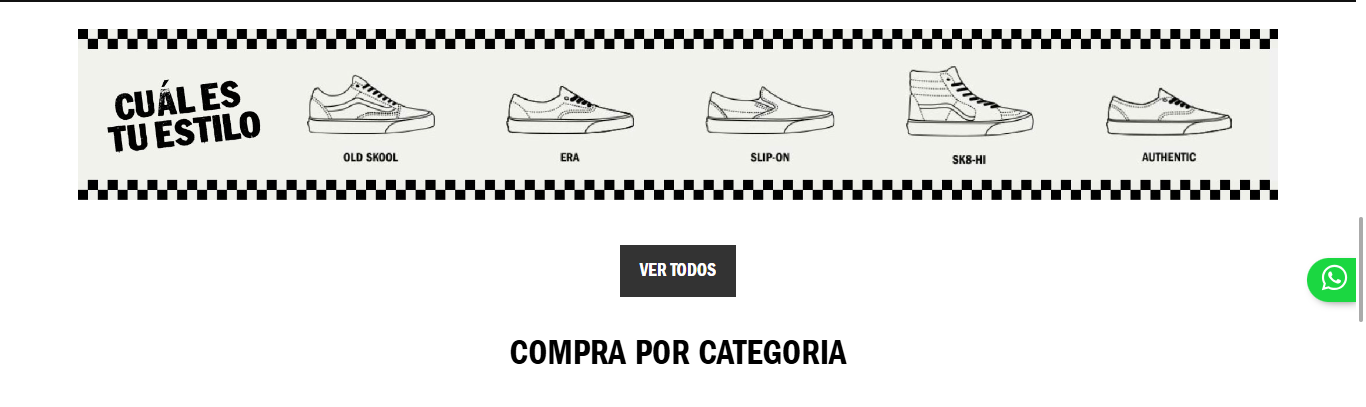 CUÁL ES
TU ESTILO
OLD SKOOL
ERA
SLIP-ON
SK8-HI
AUTHENTIC
VER TODOS
COMPRA POR CATEGORIA